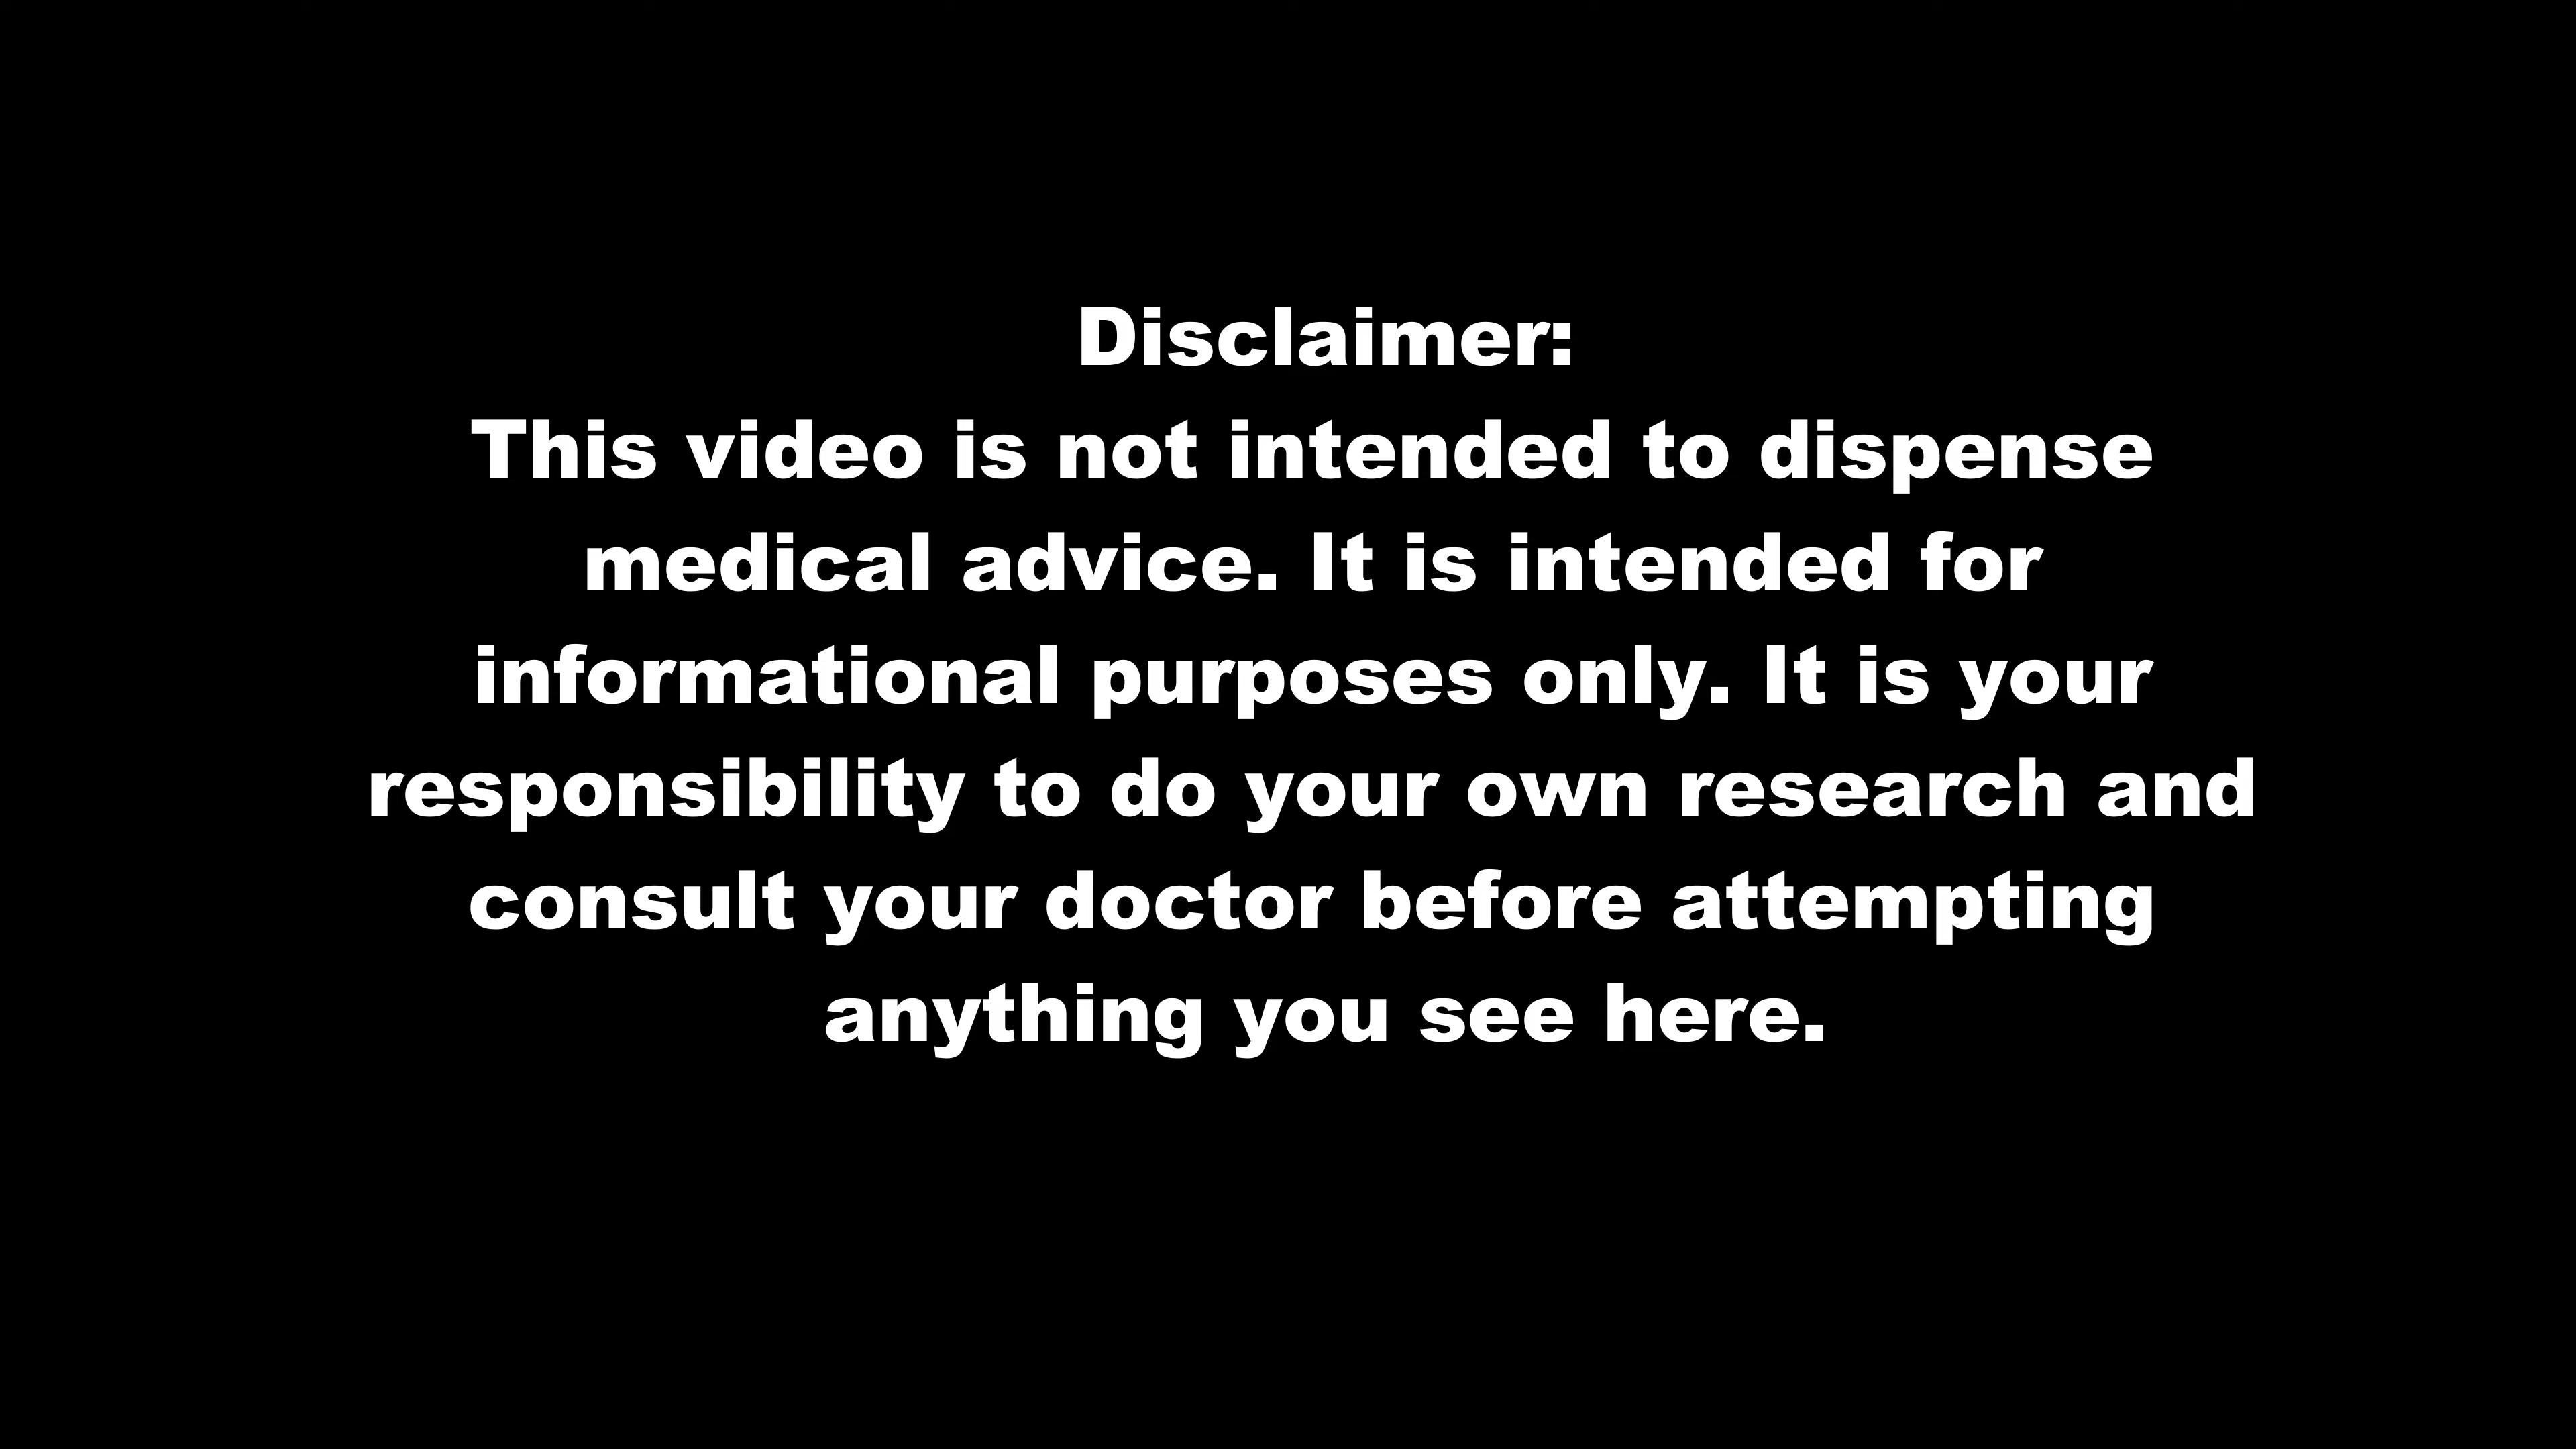 Disclaimer:
This video is not intended to dispense
medical advice. It is intended for
informational purposes only. It is your
responsibility to do your own research and
consult your doctor before attempting
anything you see here.